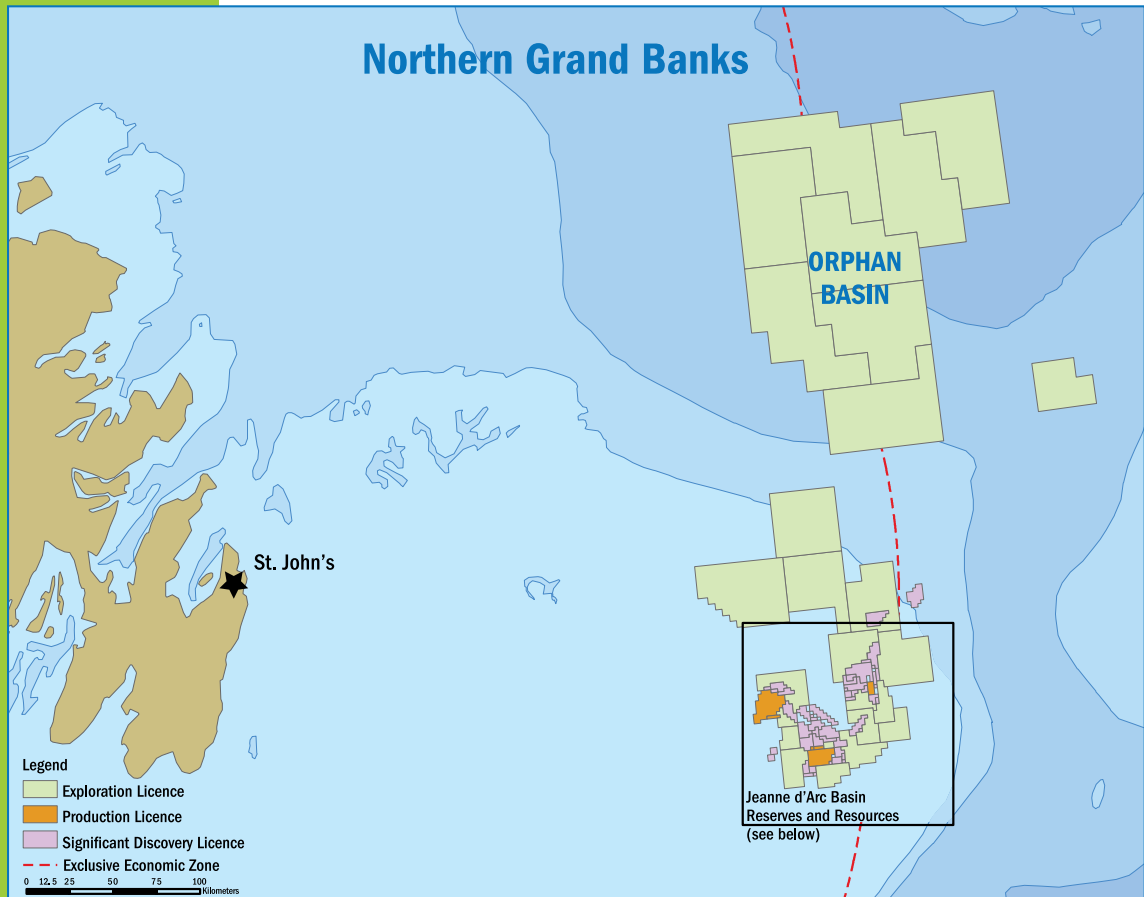 Northern Grand Banks
ORPHAN
BASIN
St. John's
Jeanne d'Arc Basin
Reserves and Resources
(see below)
Legend
Exploration Licence
Production Licence
Significant Discovery Licence
Exclusive Economic Zone
0 12.5 25 50 75 100
Kilometers